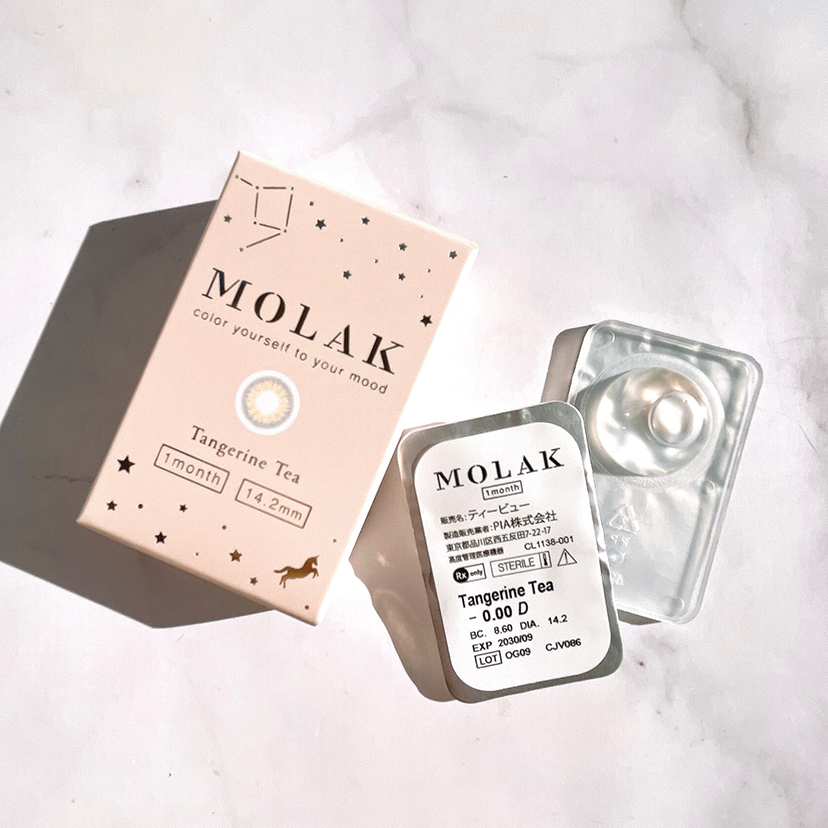 MOLAK
color yourself to your mood
Tangerine Tea
1month
14.2mm
MOLAK
1month
販売名:ティービュー
製造販売業者:PIA株式会社
東京都品川区西五反田7-22-17
高度管理医療機器 CL1138-001
Rx only STERILE
Tangerine Tea
- 0.00 D
BC. 8.60 DIA. 14.2
EXP 2030/09
LOT OG09 CJV086
PP